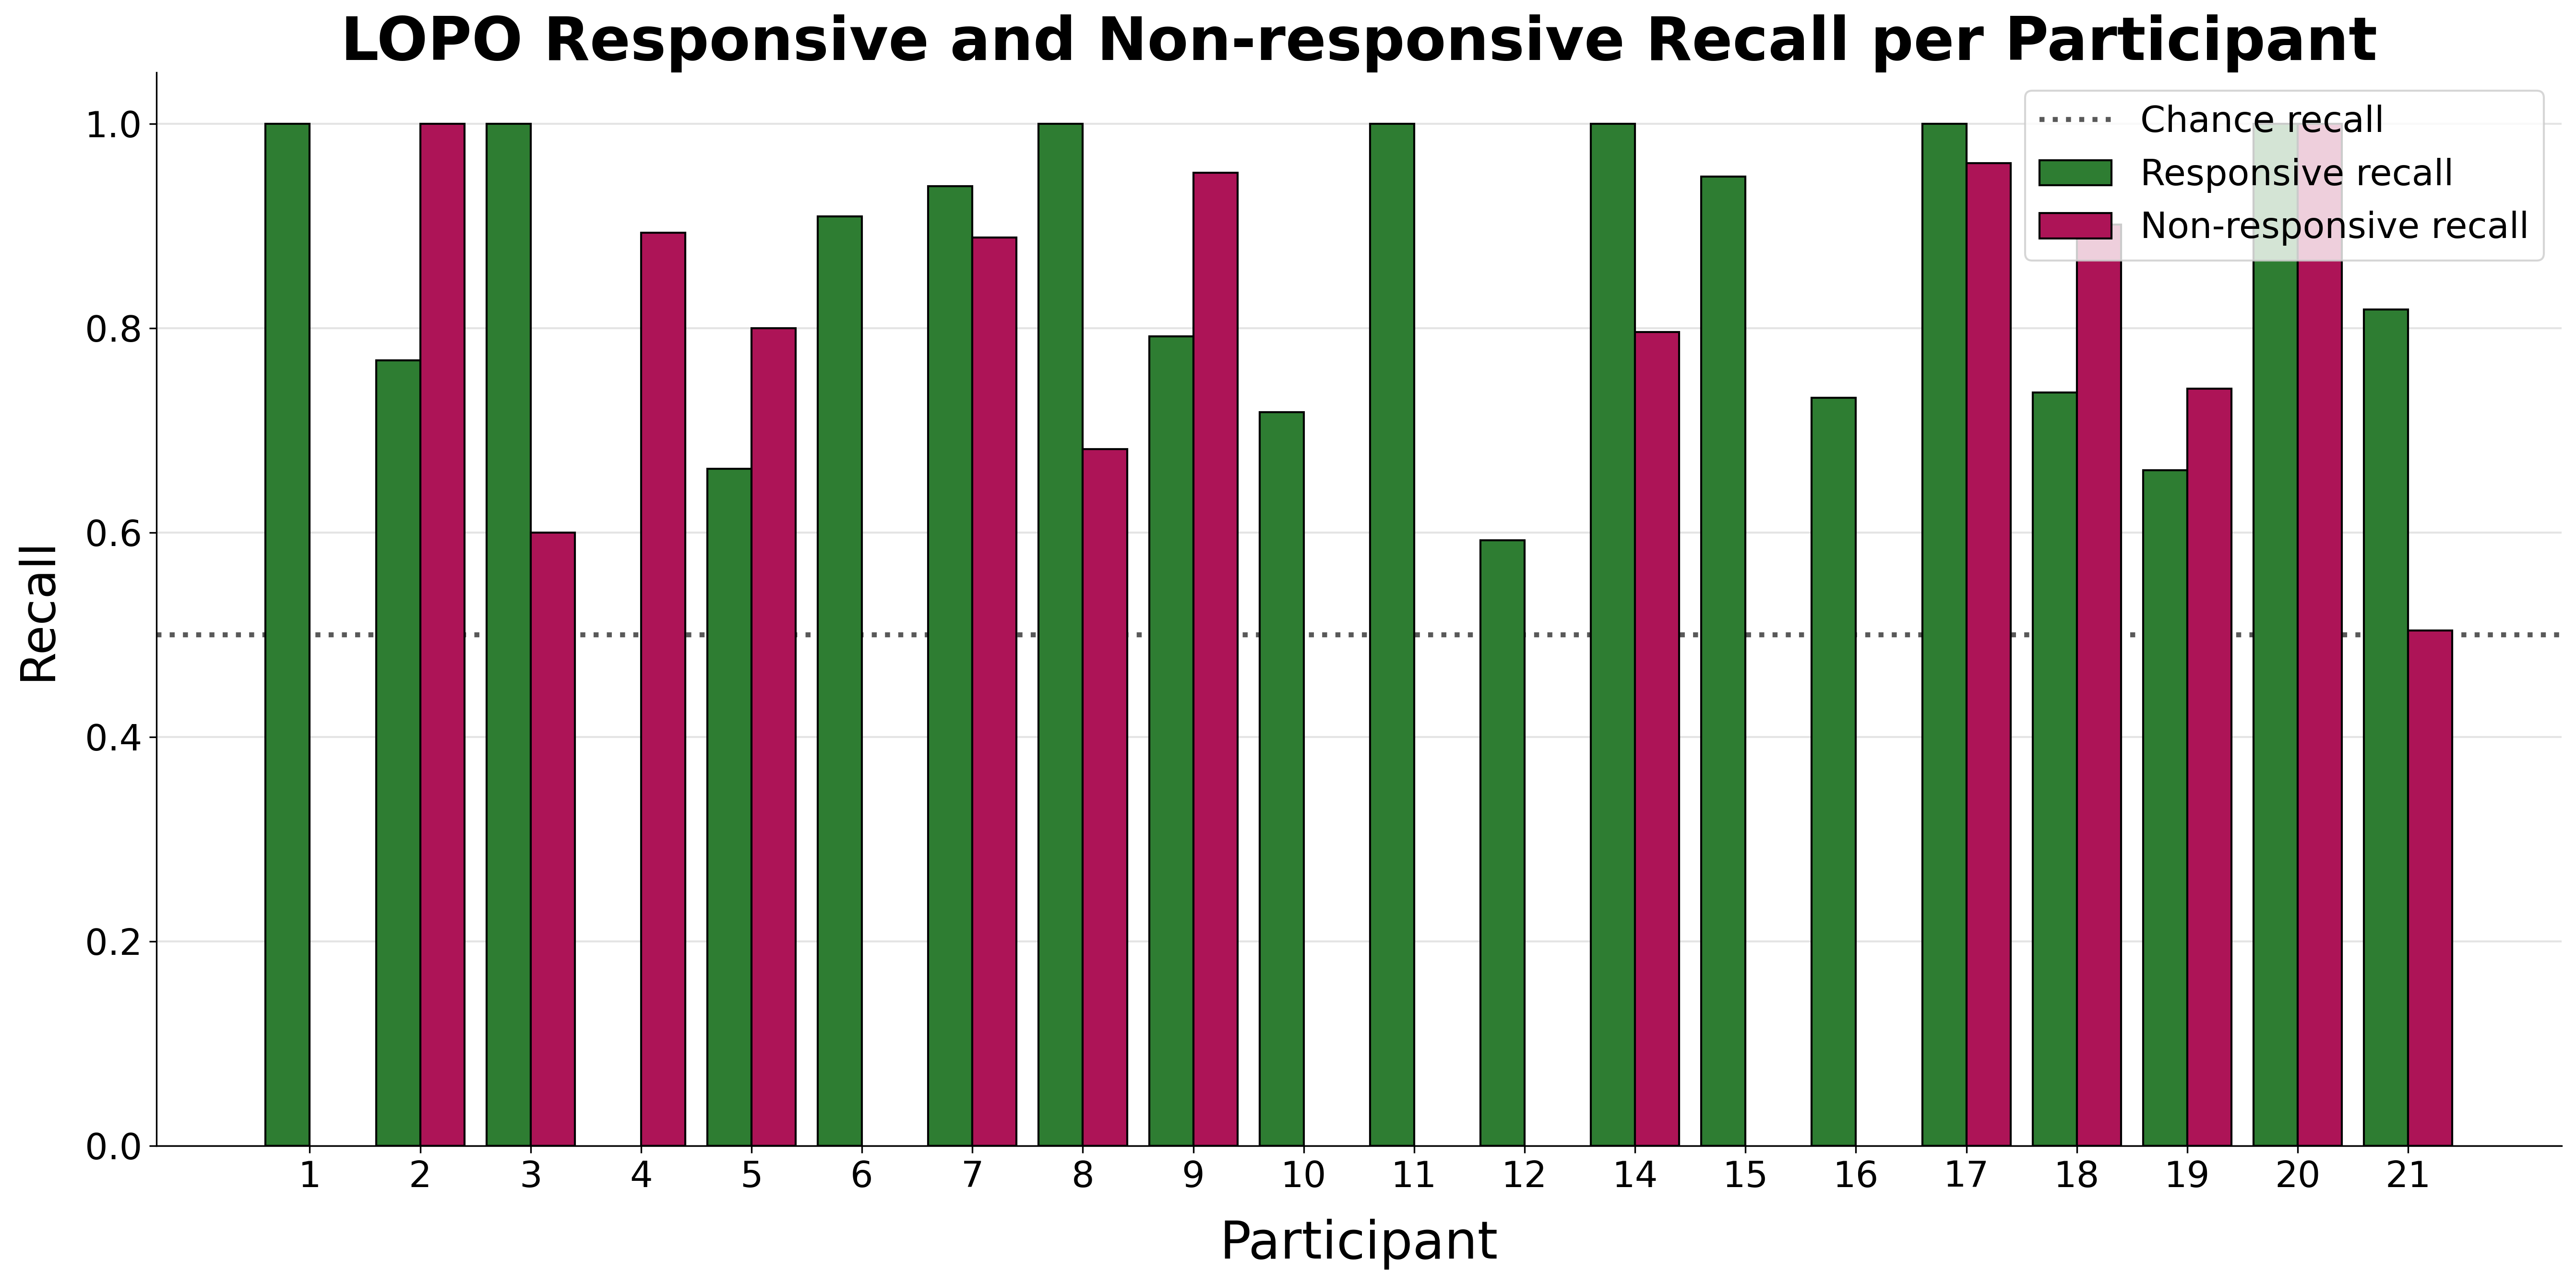 LOPO Responsive and Non-responsive Recall per Participant
Chance recall
Responsive recall
Non-responsive recall
Recall
1.0
0.8
0.6
0.4
0.2
0.0
1 2 3 4 5 6 7 8 9 10 11 12 14 15 16 17 18 19 20 21
Participant